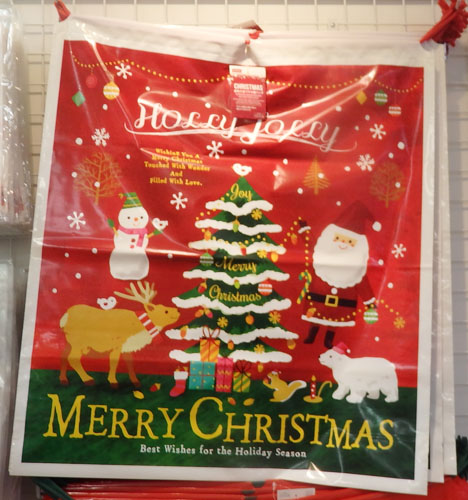 CHRISTMAS
Holly Jolly
Wishing You A
Merry Christmas
Touched With Wonder
And
Filled With Love.
Joy
Merry
Christmas
MERRY CHRISTMAS
Best Wishes for the Holiday Season